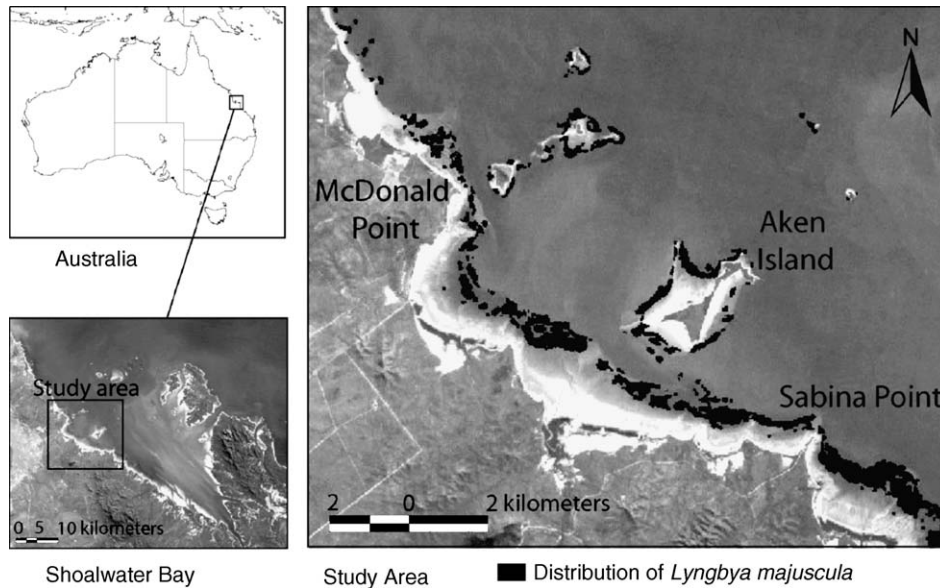 Australia
Study area
0 5 10 kilometers
Shoalwater Bay
N
McDonald
Point
Aken
Island
Sabina Point
2 0 2 kilometers
Study Area
Distribution of Lyngbya majuscula